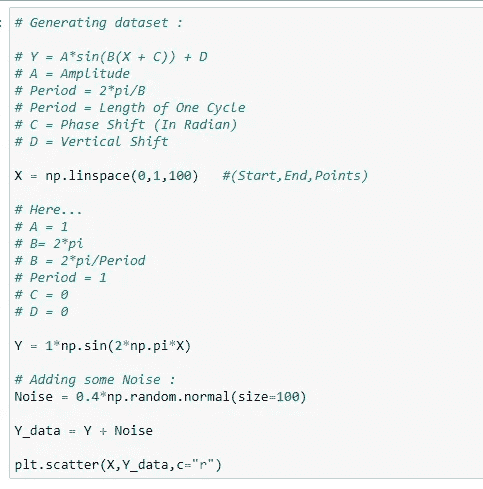 # Generating dataset :
# Y = A*sin(B(X + C)) + D
# A = Amplitude
# Period = 2*pi/B
# Period = Length of One Cycle
# C = Phase Shift (In Radian)
# D = Vertical Shift
X = np.linspace(0,1,100)   #(Start,End,Points)
# Here...
# A = 1
# B= 2*pi
# B = 2*pi/Period
# Period = 1
# C = 0
# D = 0
Y = 1*np.sin(2*np.pi*X)
# Adding some Noise :
Noise = 0.4*np.random.normal(size=100)
Y_data = Y + Noise
plt.scatter(X,Y_data,c="r")